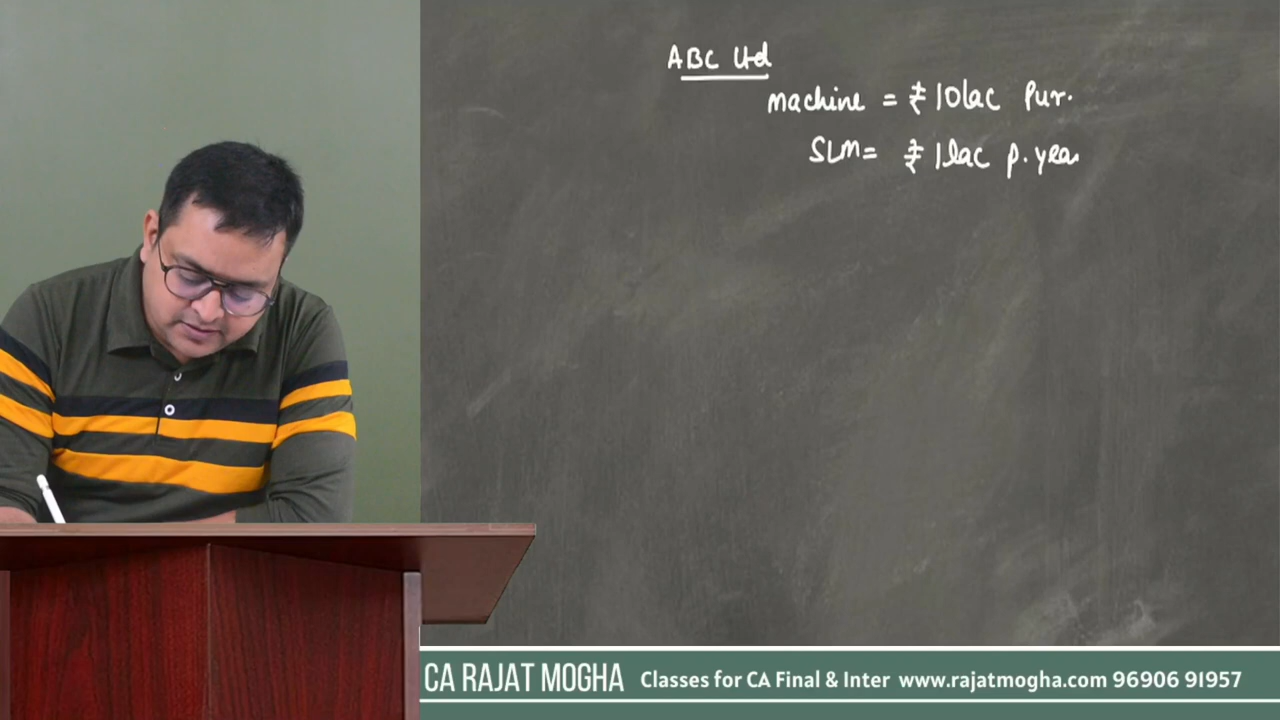 ABC Ltd
machine = ₹ 10lac Pur.
SLM= ₹ 1lac p. year
CA RAJAT MOGHA Classes for CA Final & Inter www.rajatmogha.com 96906 91957